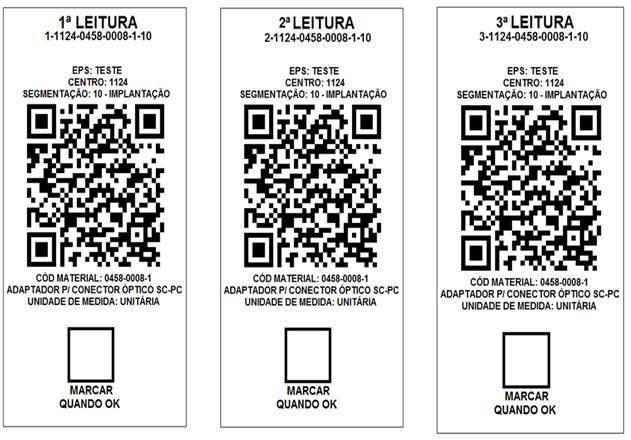 1ª LEITURA
1-1124-0458-0008-1-10
EPS: TESTE
CENTRO: 1124
SEGMENTAÇÃO: 10 - IMPLANTAÇÃO
CÓD MATERIAL: 0458-0008-1
ADAPTADOR P/ CONECTOR ÓPTICO SC-PC
UNIDADE DE MEDIDA: UNITÁRIA
MARCAR
QUANDO OK
2ª LEITURA
2-1124-0458-0008-1-10
EPS: TESTE
CENTRO: 1124
SEGMENTAÇÃO: 10 - IMPLANTAÇÃO
CÓD MATERIAL: 0458-0008-1
ADAPTADOR P/ CONECTOR ÓPTICO SC-PC
UNIDADE DE MEDIDA: UNITÁRIA
MARCAR
QUANDO OK
3ª LEITURA
3-1124-0458-0008-1-10
EPS: TESTE
CENTRO: 1124
SEGMENTAÇÃO: 10 - IMPLANTAÇÃO
CÓD MATERIAL: 0458-0008-1
ADAPTADOR P/ CONECTOR ÓPTICO SC-PC
UNIDADE DE MEDIDA: UNITÁRIA
MARCAR
QUANDO OK